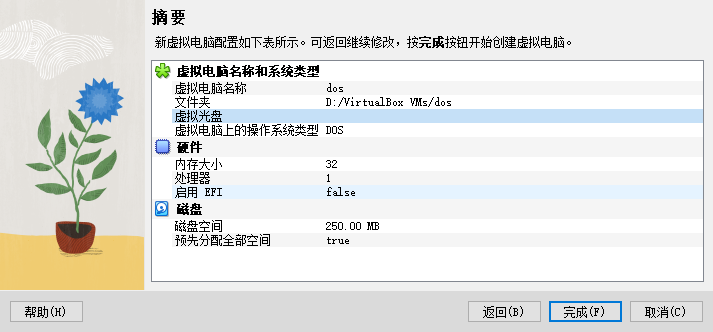 摘要
新虚拟电脑配置如下表所示。可返回继续修改，按完成按钮开始创建虚拟电脑。
虚拟电脑名称和系统类型
虚拟电脑名称 dos
文件夹 D:/VirtualBox VMs/dos
虚拟光盘
虚拟电脑上的操作系统类型 DOS
硬件
内存大小 32
处理器 1
启用 EFI false
磁盘
磁盘空间 250.00 MB
预先分配全部空间 true
帮助(H) 返回(B) 完成(F) 取消(C)